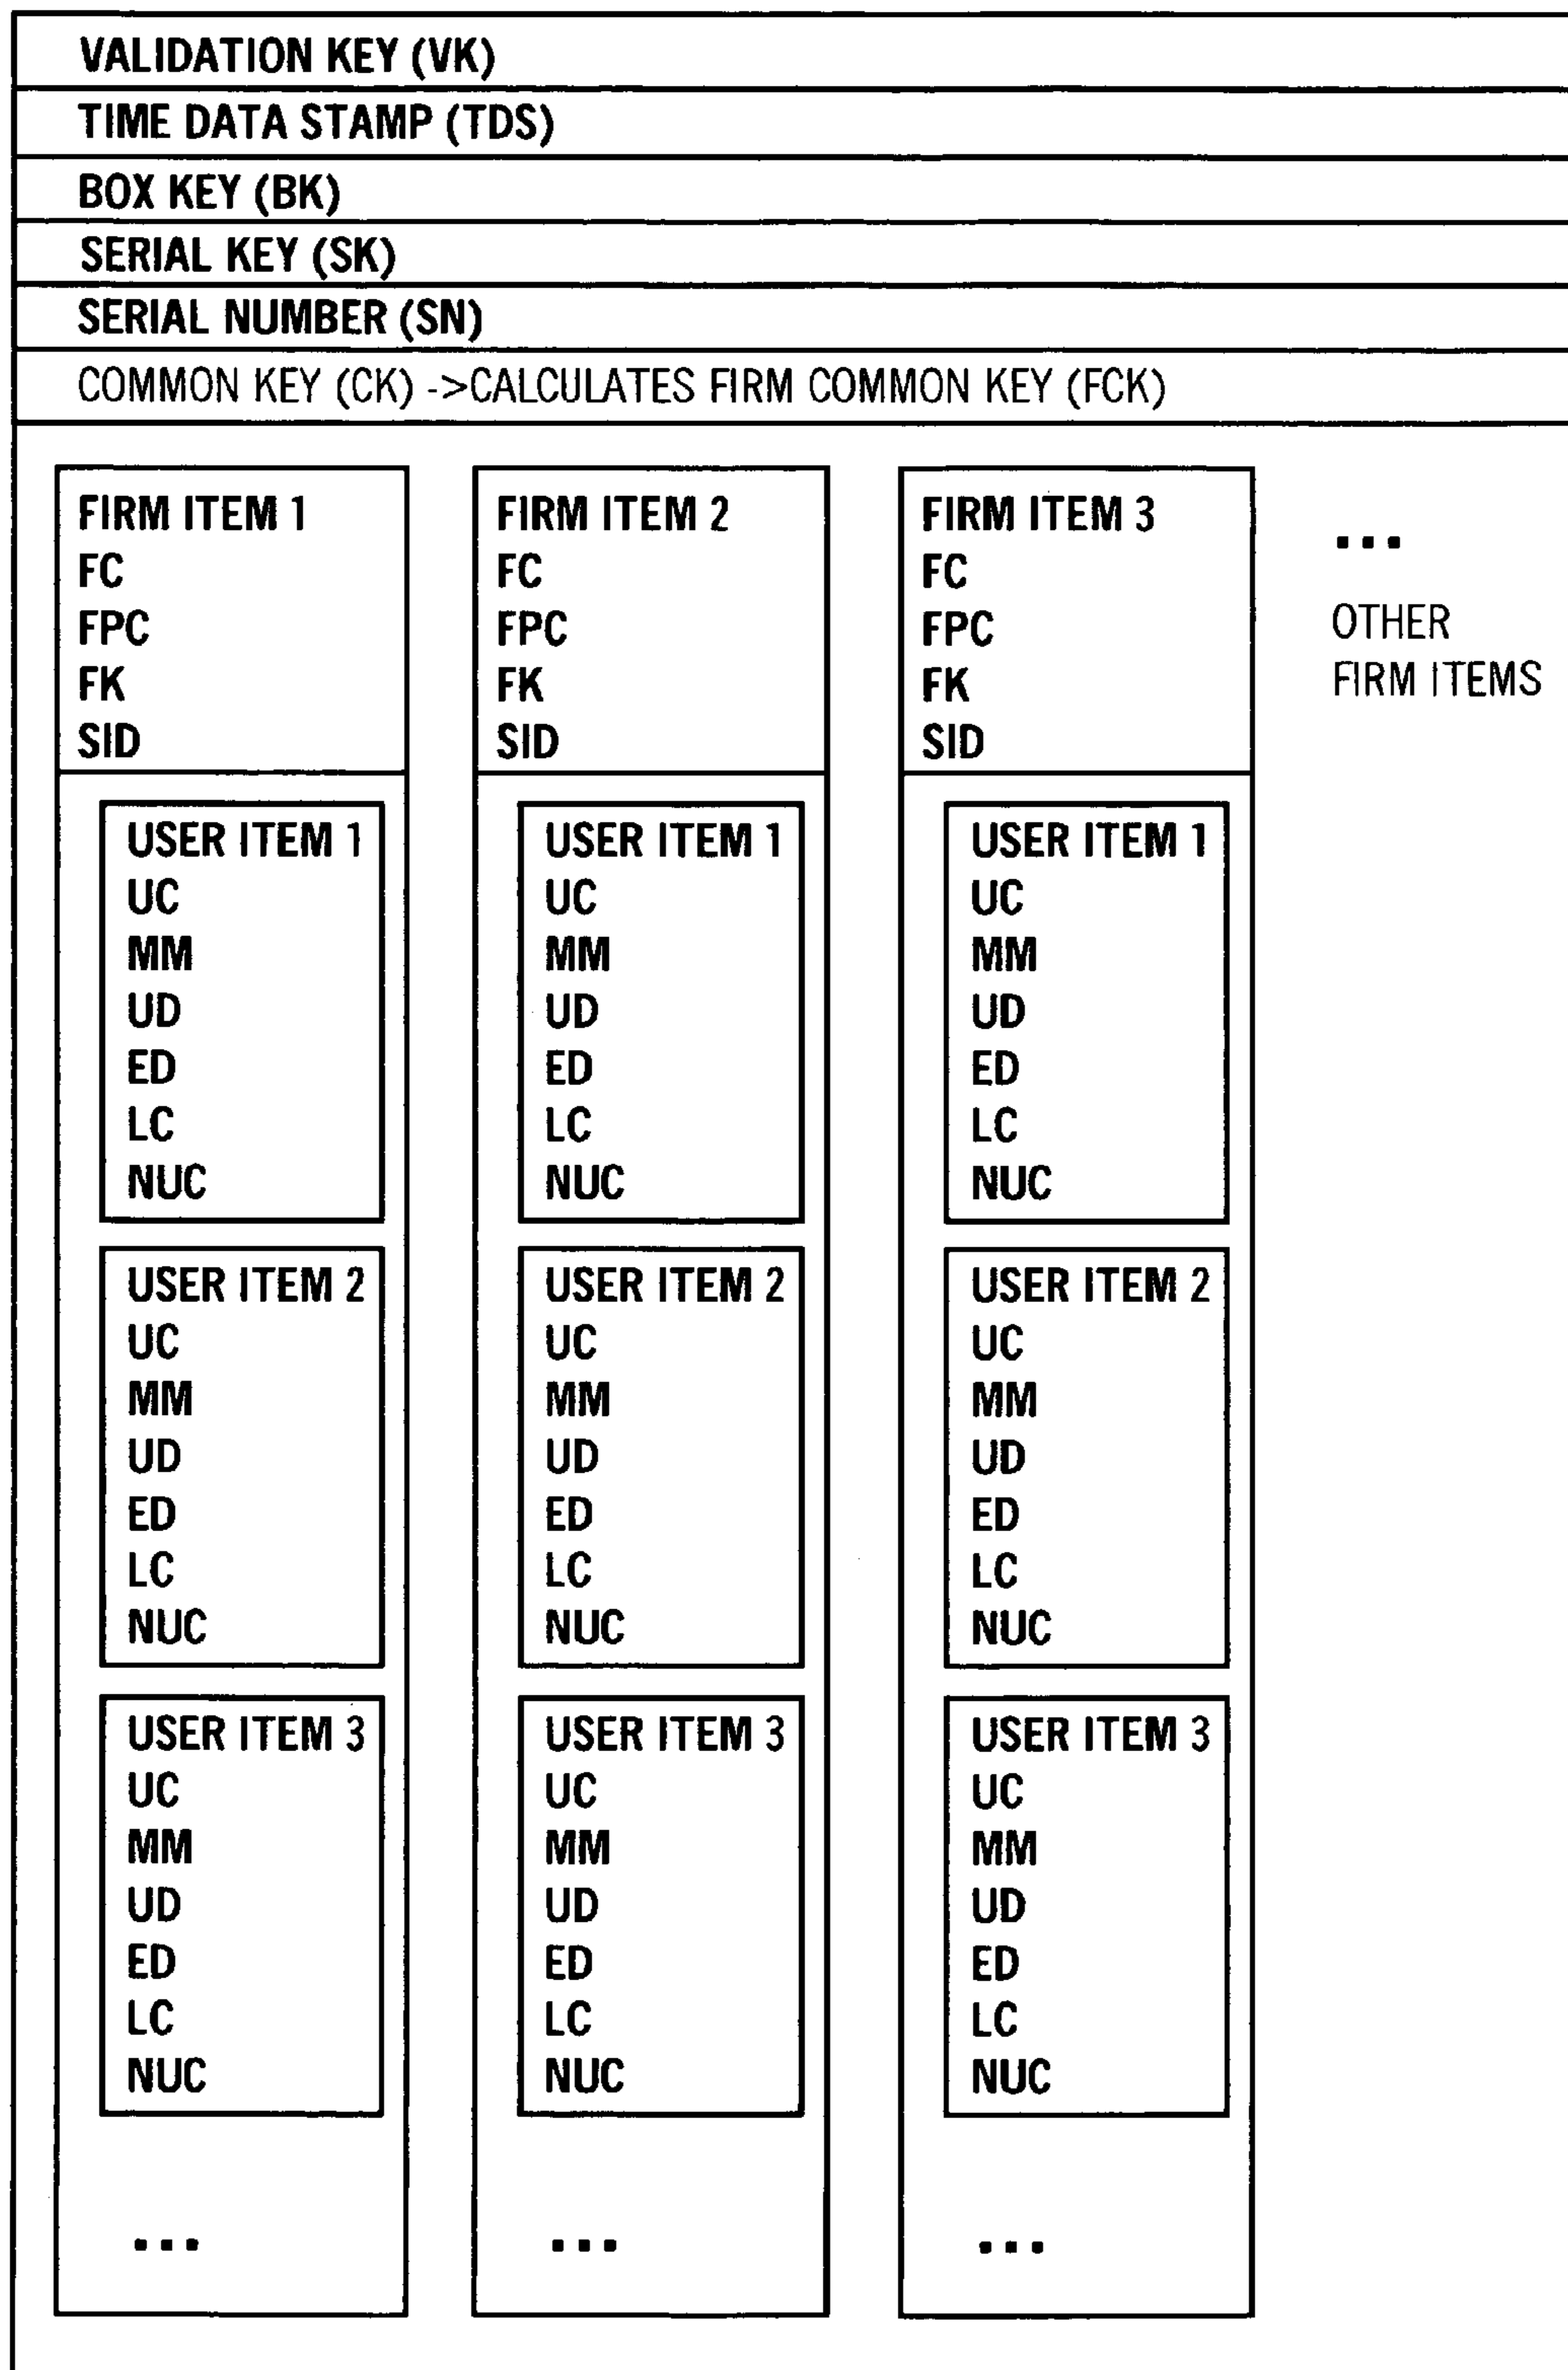 VALIDATION KEY (VK)
TIME DATA STAMP (TDS)
BOX KEY (BK)
SERIAL KEY (SK)
SERIAL NUMBER (SN)
COMMON KEY (CK) ->CALCULATES FIRM COMMON KEY (FCK)
FIRM ITEM 1
FC
FPC
FK
SID
USER ITEM 1
UC
MM
UD
ED
LC
NUC
USER ITEM 2
UC
MM
UD
ED
LC
NUC
USER ITEM 3
UC
MM
UD
ED
LC
NUC
...
FIRM ITEM 2
FC
FPC
FK
SID
USER ITEM 1
UC
MM
UD
ED
LC
NUC
USER ITEM 2
UC
MM
UD
ED
LC
NUC
USER ITEM 3
UC
MM
UD
ED
LC
NUC
...
FIRM ITEM 3
FC
FPC
FK
SID
USER ITEM 1
UC
MM
UD
ED
LC
NUC
USER ITEM 2
UC
MM
UD
ED
LC
NUC
USER ITEM 3
UC
MM
UD
ED
LC
NUC
...
...
OTHER
FIRM ITEMS